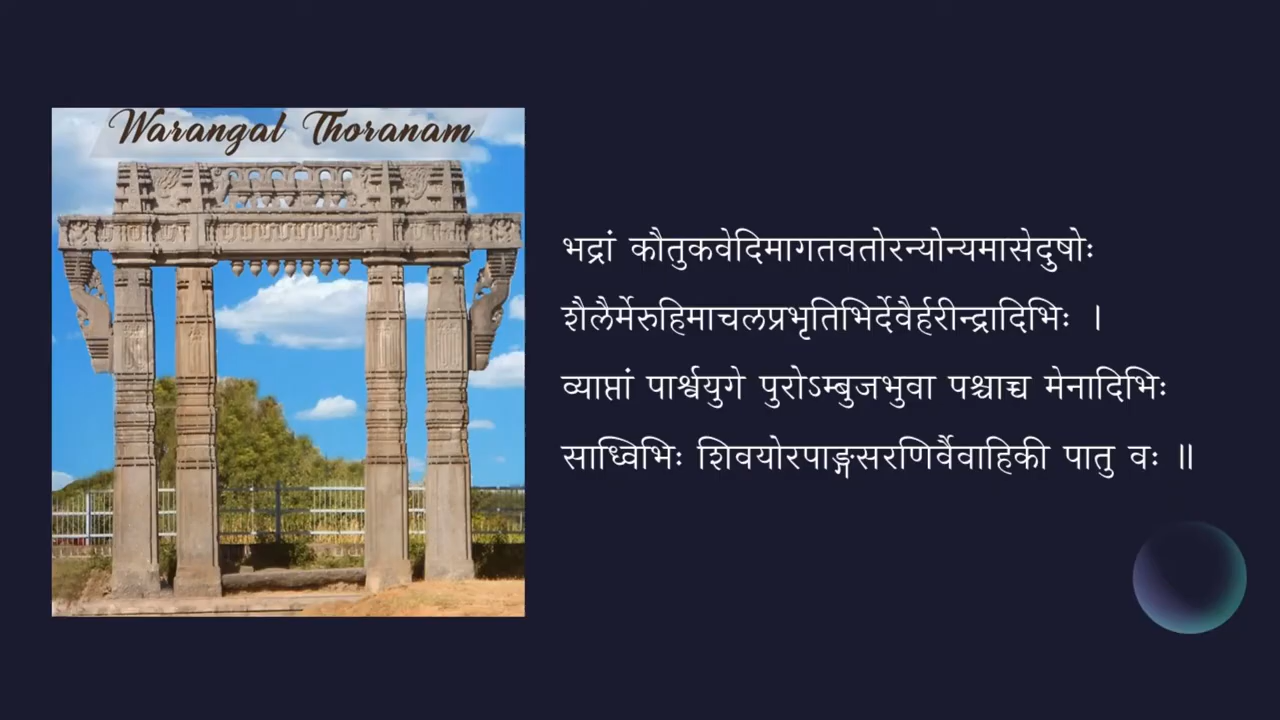 Warangal Thoranam
भद्रां कौतुकवेदिमागतवतोरन्योन्यमासेदुषोः
शैलैर्मेरुहिमाचलप्रभृतिभिर्देवैर्हरीन्द्रादिभिः ।
व्याप्तां पार्श्वयुगे पुरोऽम्बुजभुवा पश्चाच्च मेनादिभिः
साध्विभिः शिवयोरपाङ्गसरणिर्वैवाहिकी पातु वः ॥